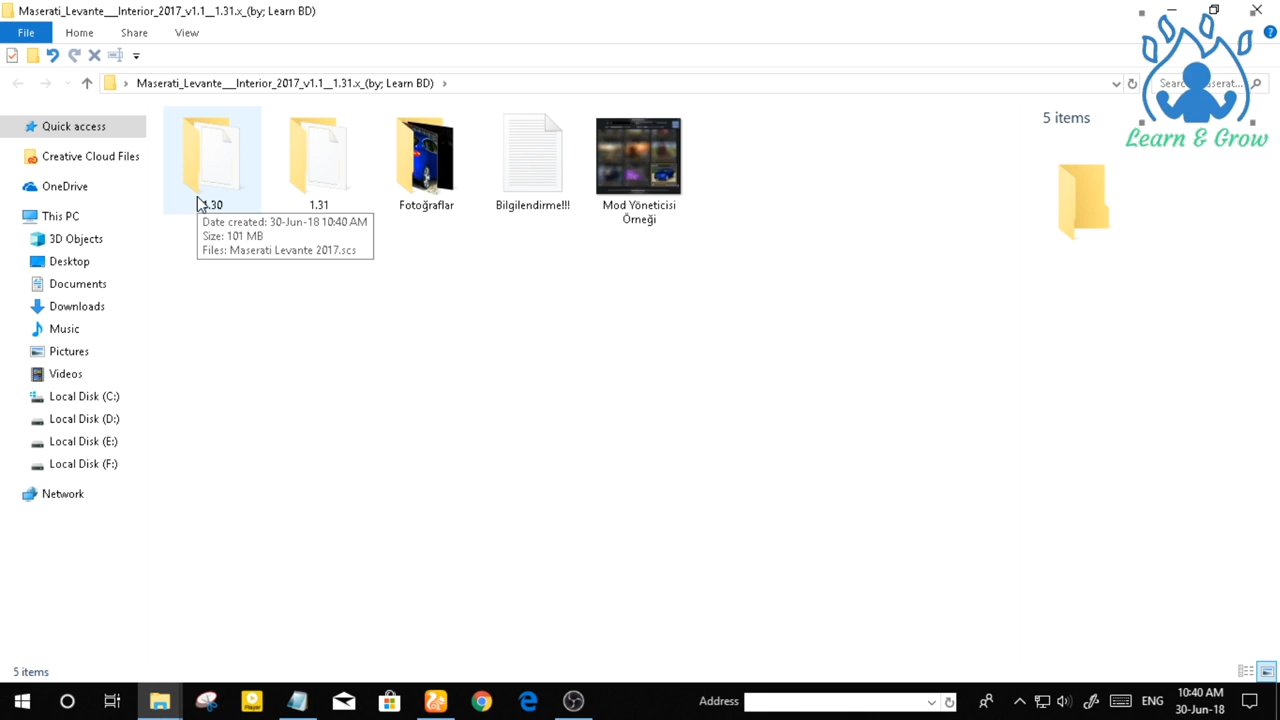 Maserati_Levante___Interior_2017_v1.1__1.31.x_(by; Learn BD)
File Home Share View
Maserati_Levante___Interior_2017_v1.1__1.31.x_(by; Learn BD)
Quick access
Creative Cloud Files
OneDrive
This PC
3D Objects
Desktop
Documents
Downloads
Music
Pictures
Videos
Local Disk (C:)
Local Disk (D:)
Local Disk (E:)
Local Disk (F:)
Network
1.31
Fotoğraflar
Bilgilendirme!!!
Mod Yöneticisi
Örneği
Date created: 30-Jun-18 10:40 AM
Size: 101 MB
Files: Maserati Levante 2017.scs
5 items
Learn & Grow
5 items
Address
ENG
10:40 AM
30-Jun-18